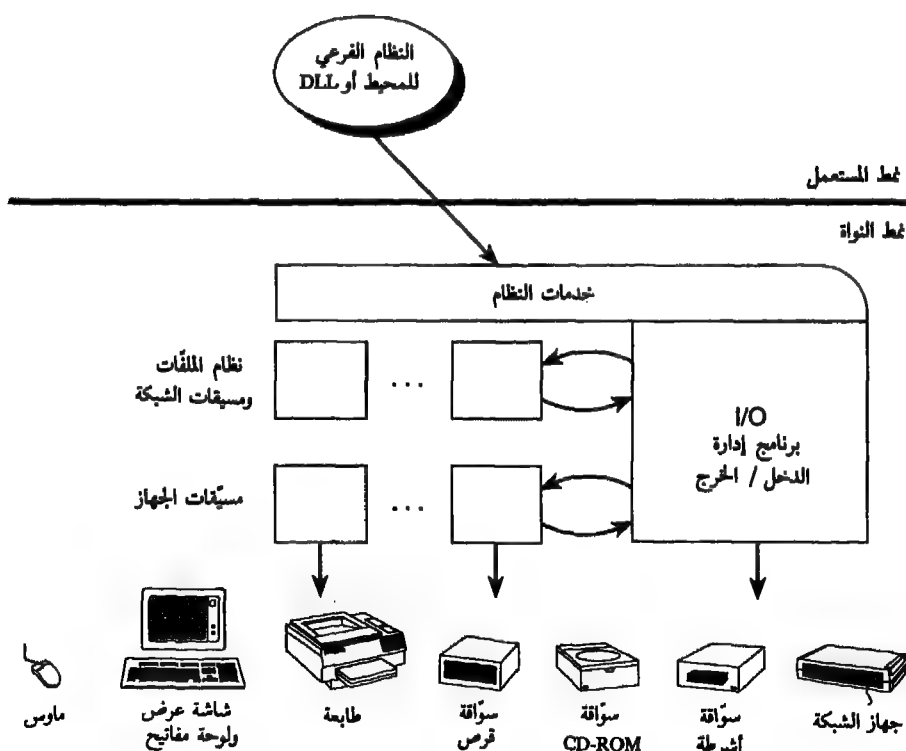 النظام الفرعي
للمحيط أو DLL
نمط المستعمل
نمط النواة
خدمات النظام
نظام الملفّات
ومسيقات الشبكة
...
I/O
برنامج إدارة
الدخل / الخرج
مسيّقات الجهاز
...
جهاز الشبكة
سوّاقة
أشرطة
سوّاقة
CD-ROM
سوّاقة
قرص
طابعة
شاشة عرض
ولوحة مفاتيح
ماوس